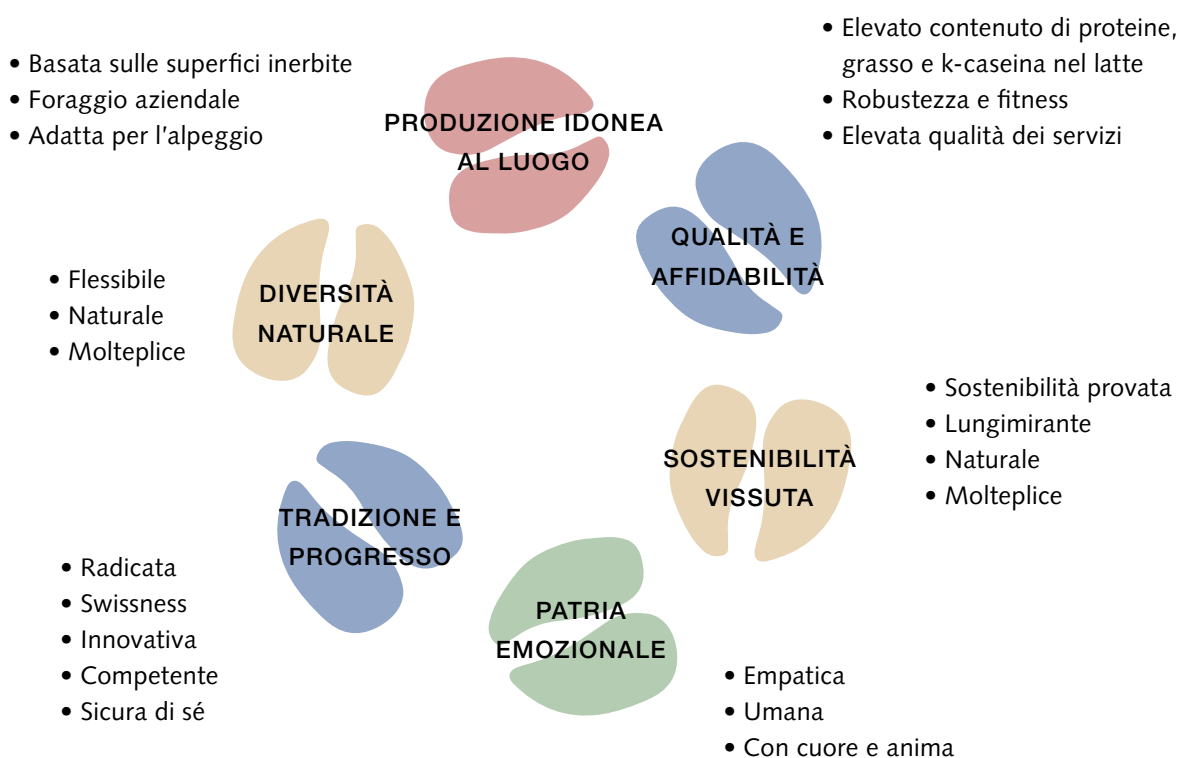 • Basata sulle superfici inerbite
• Foraggio aziendale
• Adatta per l'alpeggio
PRODUZIONE IDONEA
AL LUOGO
• Elevato contenuto di proteine,
grasso e k-caseina nel latte
• Robustezza e fitness
• Elevata qualità dei servizi
QUALITÀ E
AFFIDABILITÀ
• Flessibile
• Naturale
• Molteplice
DIVERSITÀ
NATURALE
SOSTENIBILITÀ
VISSUTA
• Sostenibilità provata
• Lungimirante
• Naturale
• Molteplice
TRADIZIONE E
PROGRESSO
• Radicata
• Swissness
• Innovativa
• Competente
• Sicura di sé
PATRIA
EMOZIONALE
• Empatica
• Umana
• Con cuore e anima